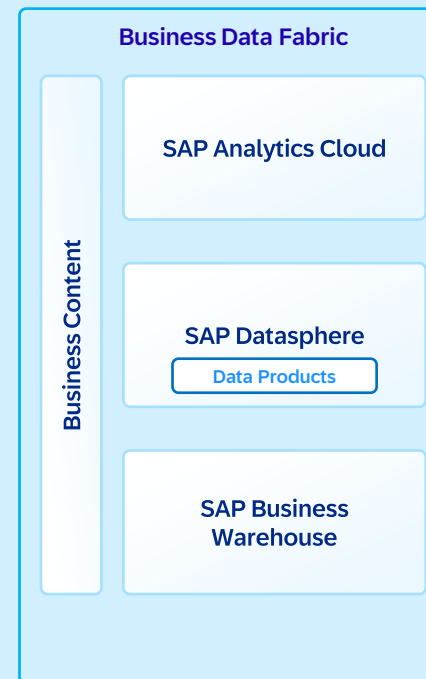 Business Data Fabric
Business Content
SAP Analytics Cloud
SAP Datasphere
Data Products
SAP Business
Warehouse